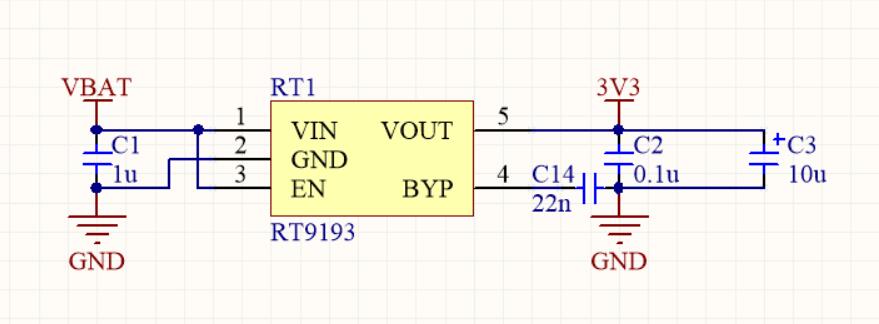 VBAT
RT1
3V3
1
VIN
VOUT
5
C1
2
GND
C2
+
C3
1u
3
EN
BYP
4
C14
0.1u
10u
22n
RT9193
GND
GND